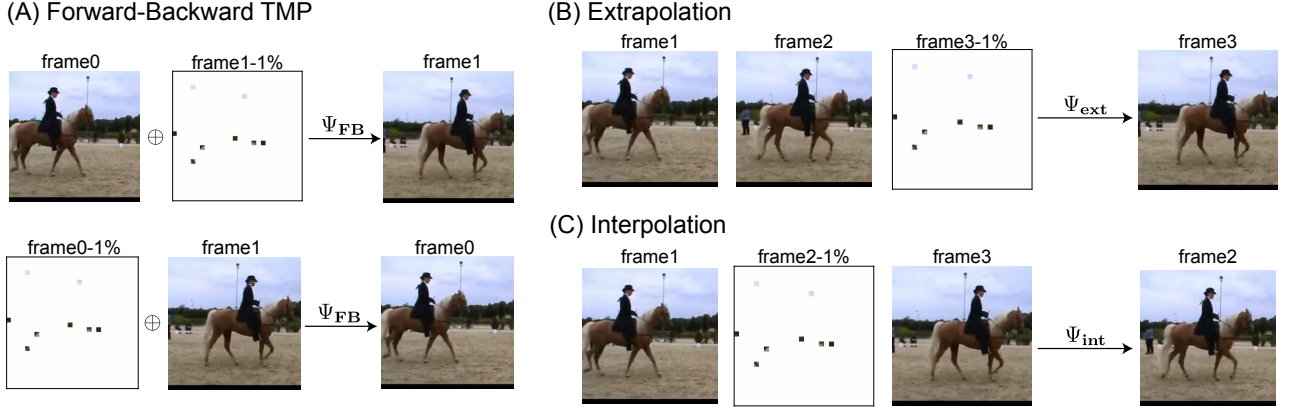 (A) Forward-Backward TMP
frame0
frame1-1%
frame1
⊕
Ψ_FB
frame0-1%
frame1
frame0
⊕
Ψ_FB
(B) Extrapolation
frame1
frame2
frame3-1%
frame3
Ψ_ext
(C) Interpolation
frame1
frame2-1%
frame3
frame2
Ψ_int